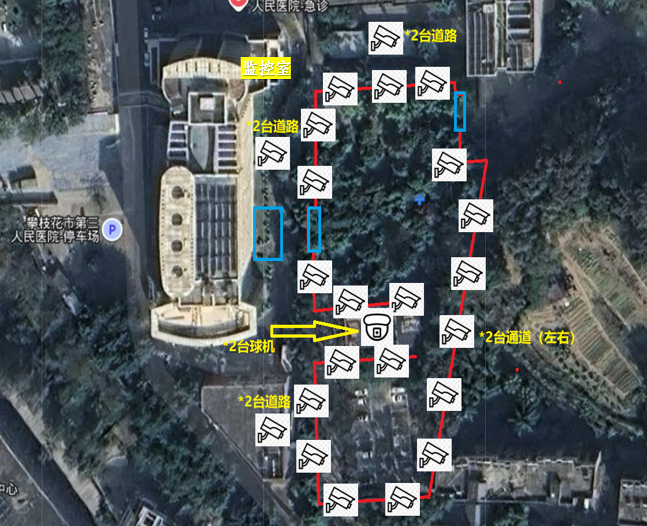 人民医院-急诊
*2台道路
监控室
*2台道路
攀枝花市第三
人民医院-停车场
P
*2台通道（左右）
*2台球机
*2台道路
中心